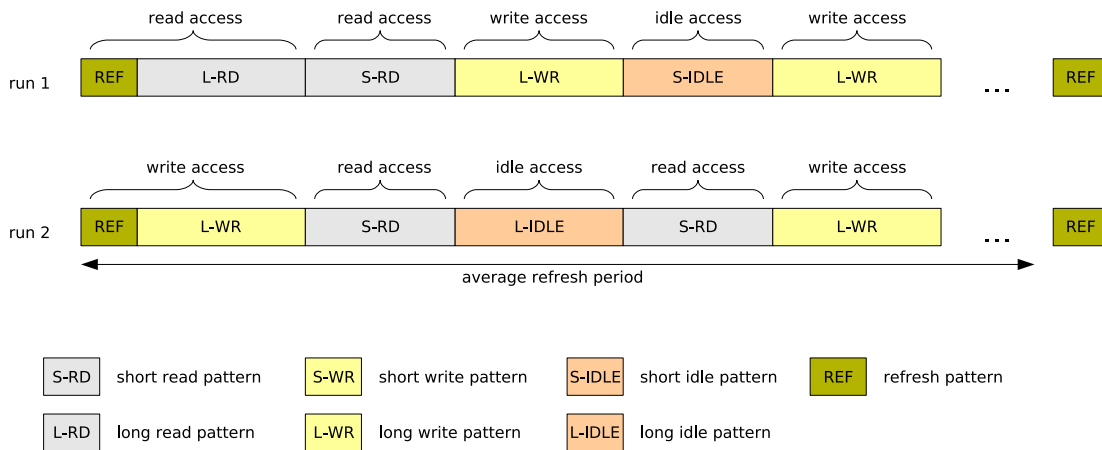 read access read access write access idle access write access
run 1 REF L-RD S-RD L-WR S-IDLE L-WR ... REF
write access read access idle access read access write access
run 2 REF L-WR S-RD L-IDLE S-RD L-WR ... REF
average refresh period
S-RD short read pattern S-WR short write pattern S-IDLE short idle pattern REF refresh pattern
L-RD long read pattern L-WR long write pattern L-IDLE long idle pattern